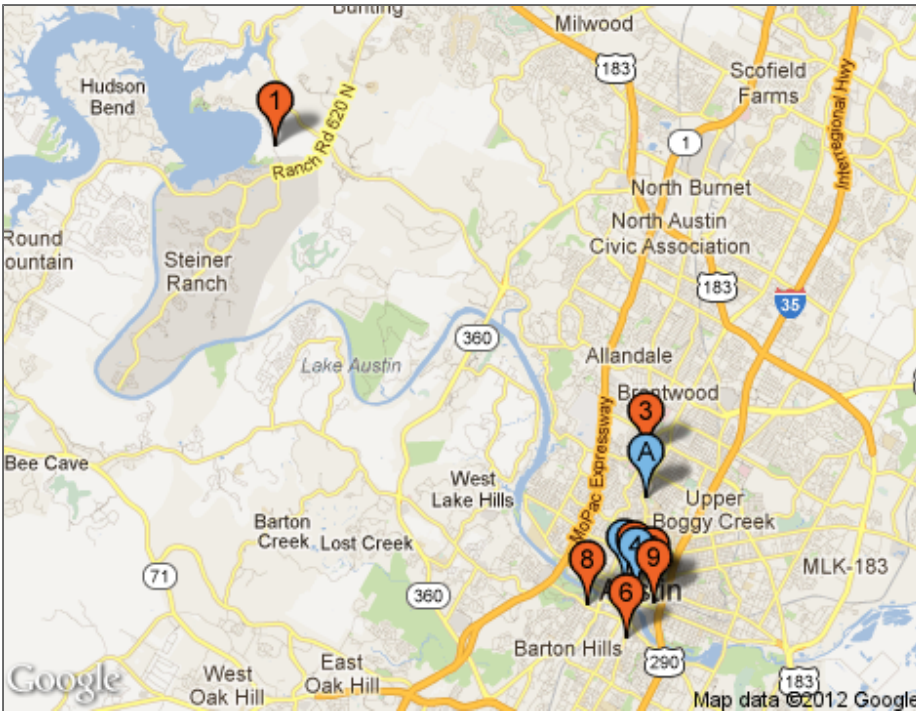 Bunting
Milwood
183
Hudson
Bend
Scofield
Farms
1
Interregional Hwy
1
Ranch Rd 620 N
North Burnet
North Austin
Civic Association
Round
ountain
Steiner
Ranch
183
35
360
Allandale
Lake Austin
Brentwood
3
MoPac Expressway
A
Bee Cave
West
Lake Hills
Upper
Boggy Creek
Barton
Creek
Lost Creek
4
8
9
MLK-183
71
360
6
Austin
Barton Hills
290
East
Oak Hill
West
Oak Hill
183
Google
Map data ©2012 Google